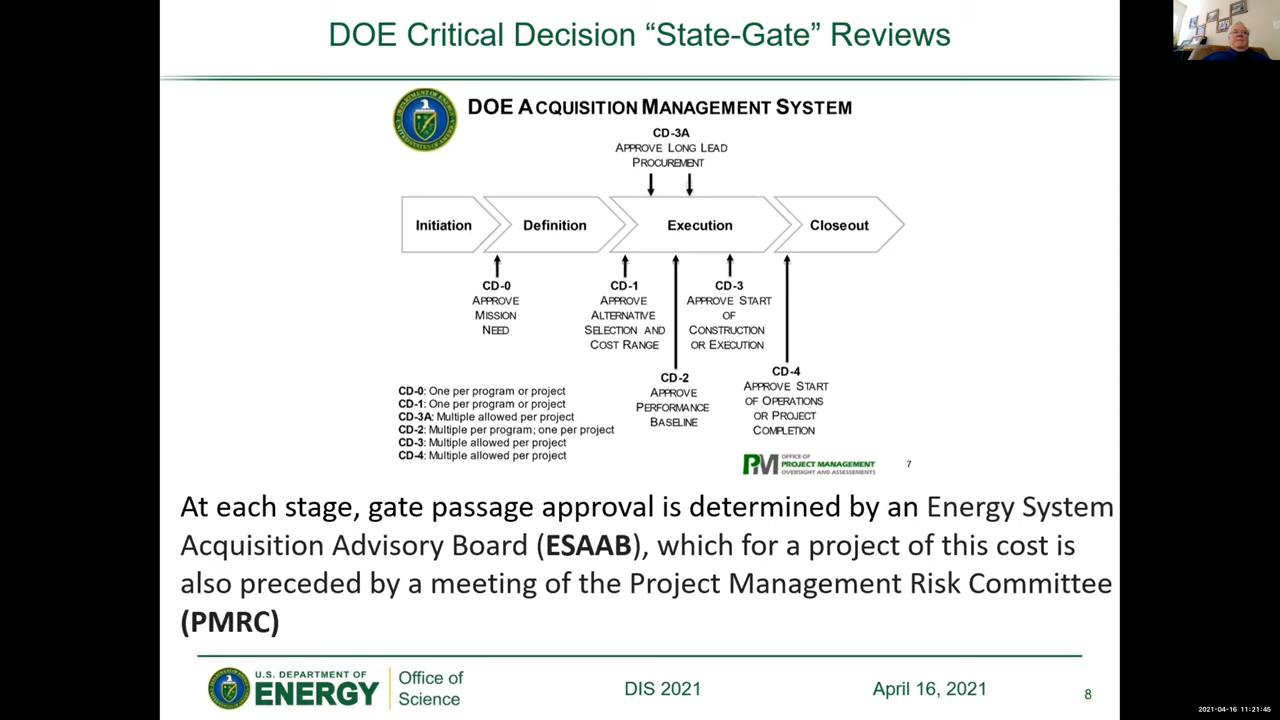 DOE Critical Decision “State-Gate” Reviews
DOE ACQUISITION MANAGEMENT SYSTEM
CD-3A
APPROVE LONG LEAD
PROCUREMENT
Initiation
Definition
Execution
Closeout
CD-0
APPROVE
MISSION
NEED
CD-1
APPROVE
ALTERNATIVE
SELECTION AND
COST RANGE
CD-2
APPROVE
PERFORMANCE
BASELINE
CD-3
APPROVE START
OF
CONSTRUCTION
OR EXECUTION
CD-4
APPROVE START
OF OPERATIONS
OR PROJECT
COMPLETION
CD-0: One per program or project
CD-1: One per program or project
CD-3A: Multiple allowed per project
CD-2: Multiple per program; one per project
CD-3: Multiple allowed per project
CD-4: Multiple allowed per project
PM
OFFICE OF
PROJECT MANAGEMENT
OVERSIGHT AND ASSESSMENTS
7
At each stage, gate passage approval is determined by an Energy System
Acquisition Advisory Board (ESAAB), which for a project of this cost is
also preceded by a meeting of the Project Management Risk Committee
(PMRC)
U.S. DEPARTMENT OF
ENERGY
Office of
Science
DIS 2021
April 16, 2021
8
2021-04-16 11:21:45